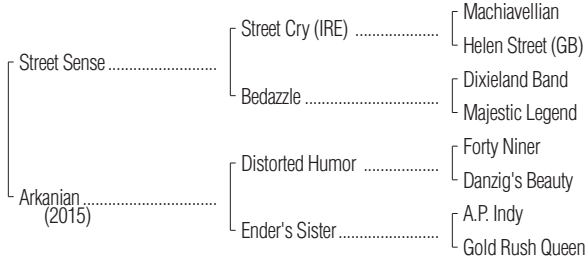 Machiavellian
Street Cry (IRE) ....................
Helen Street (GB)
Street Sense ..........................
Dixieland Band
Bedazzle ................................
Majestic Legend
Forty Niner
Distorted Humor ..................
Danzig's Beauty
Arkanian ................................
(2015)
A.P. Indy
Ender's Sister ........................
Gold Rush Queen